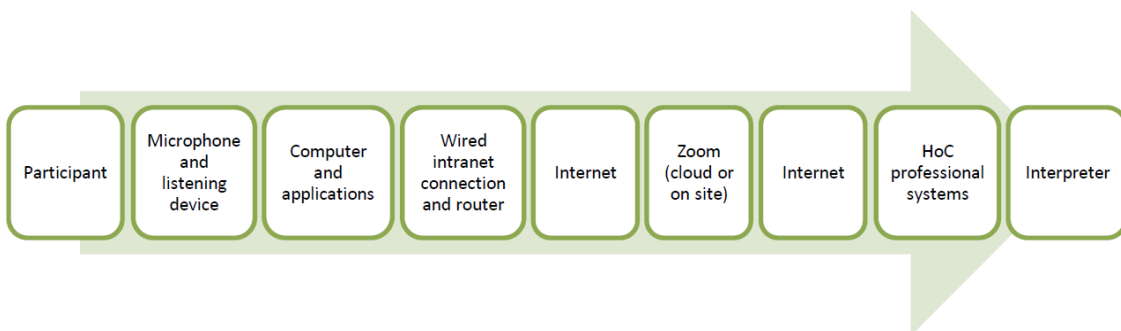 Participant
Microphone
and
listening
device
Computer
and
applications
Wired
intranet
connection
and router
Internet
Zoom
(cloud or
on site)
Internet
HoC
professional
systems
Interpreter